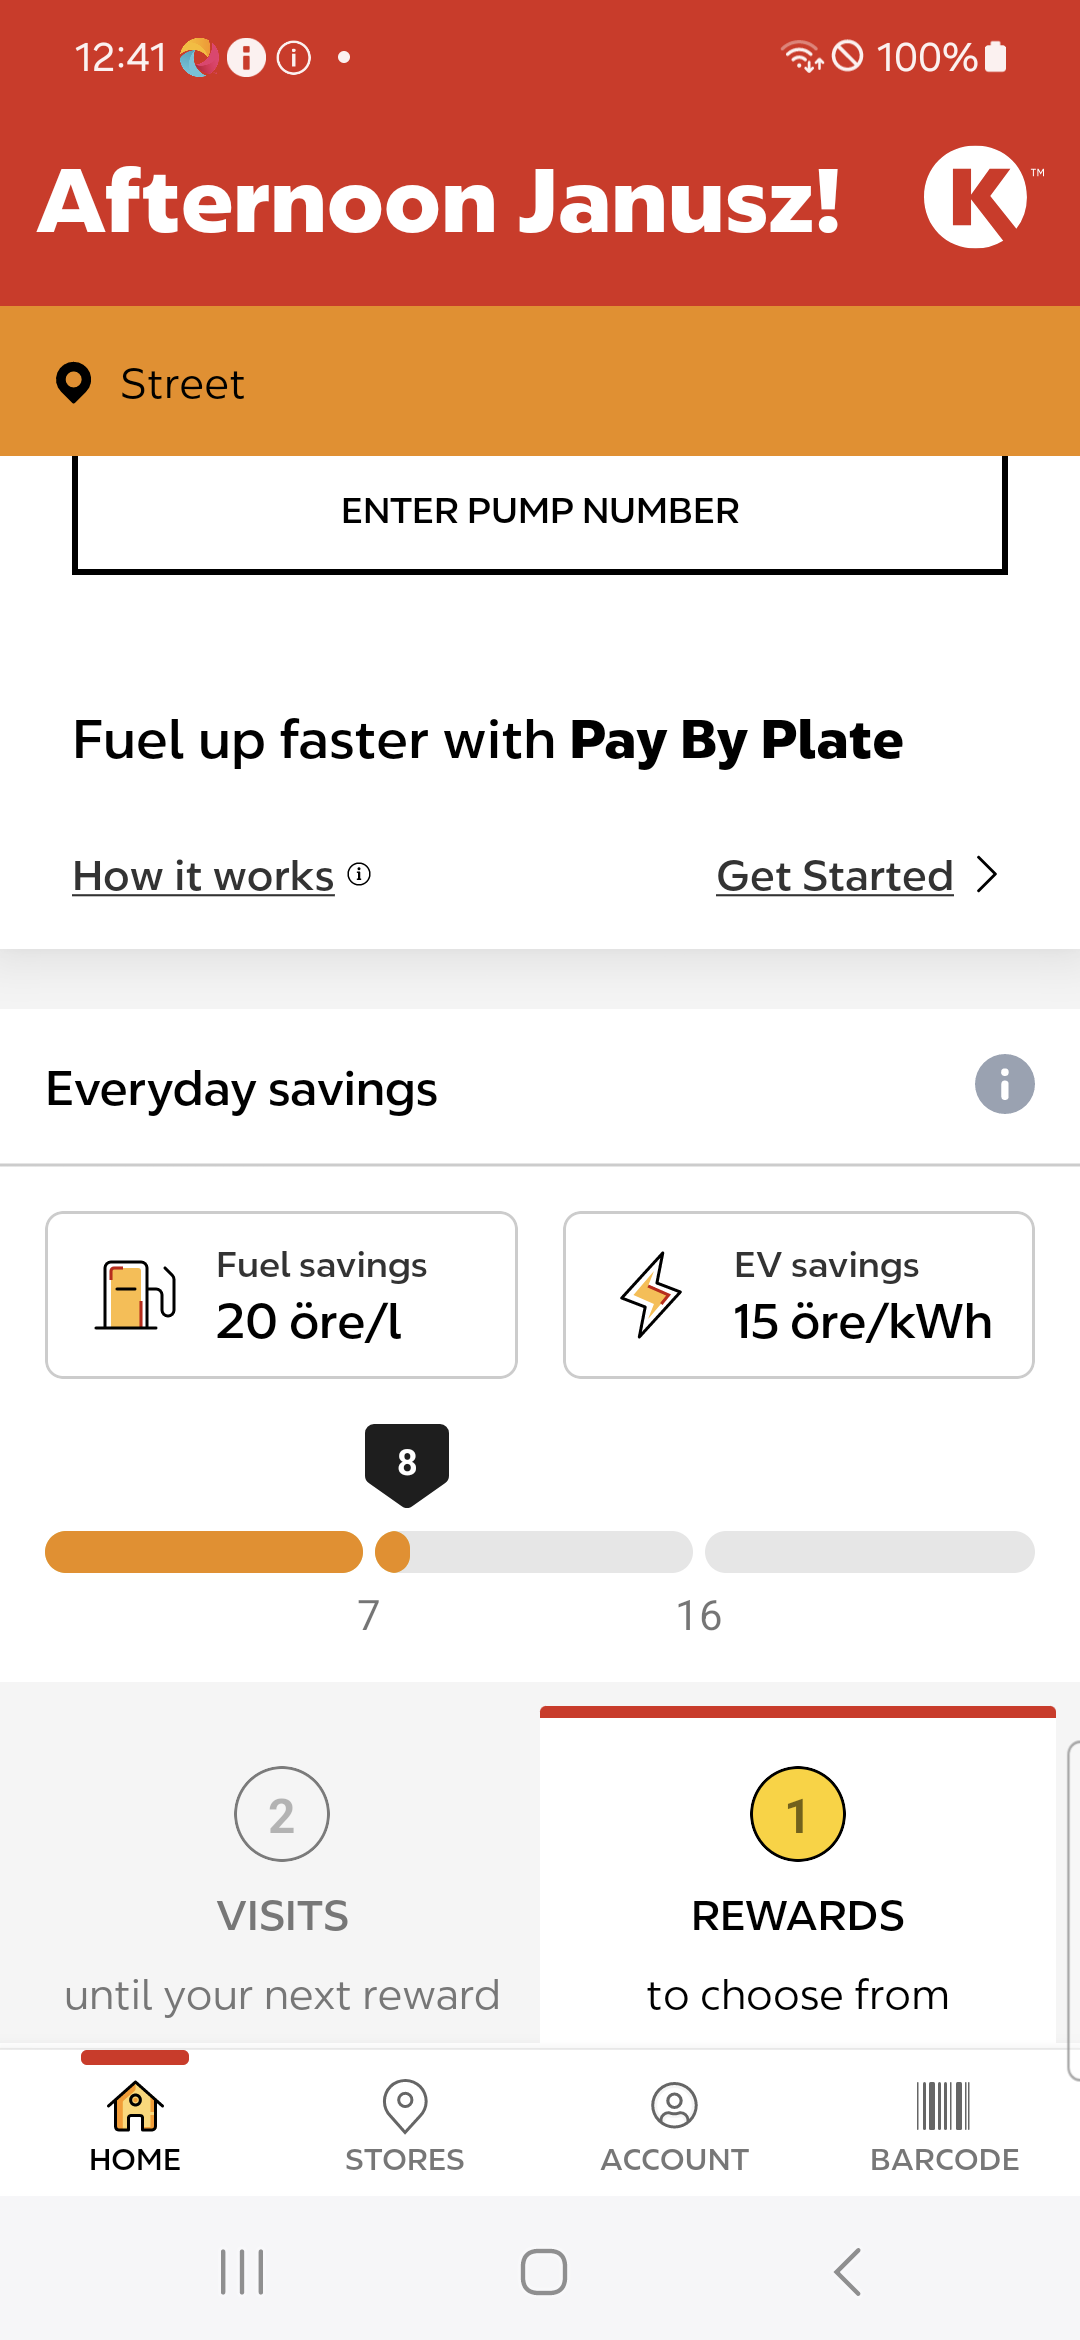 12:41
100%
Afternoon Janusz!
K™
Street
ENTER PUMP NUMBER
Fuel up faster with Pay By Plate
How it works
Get Started
Everyday savings
Fuel savings
20 öre/l
EV savings
15 öre/kWh
8
7
16
2
VISITS
until your next reward
1
REWARDS
to choose from
HOME
STORES
ACCOUNT
BARCODE